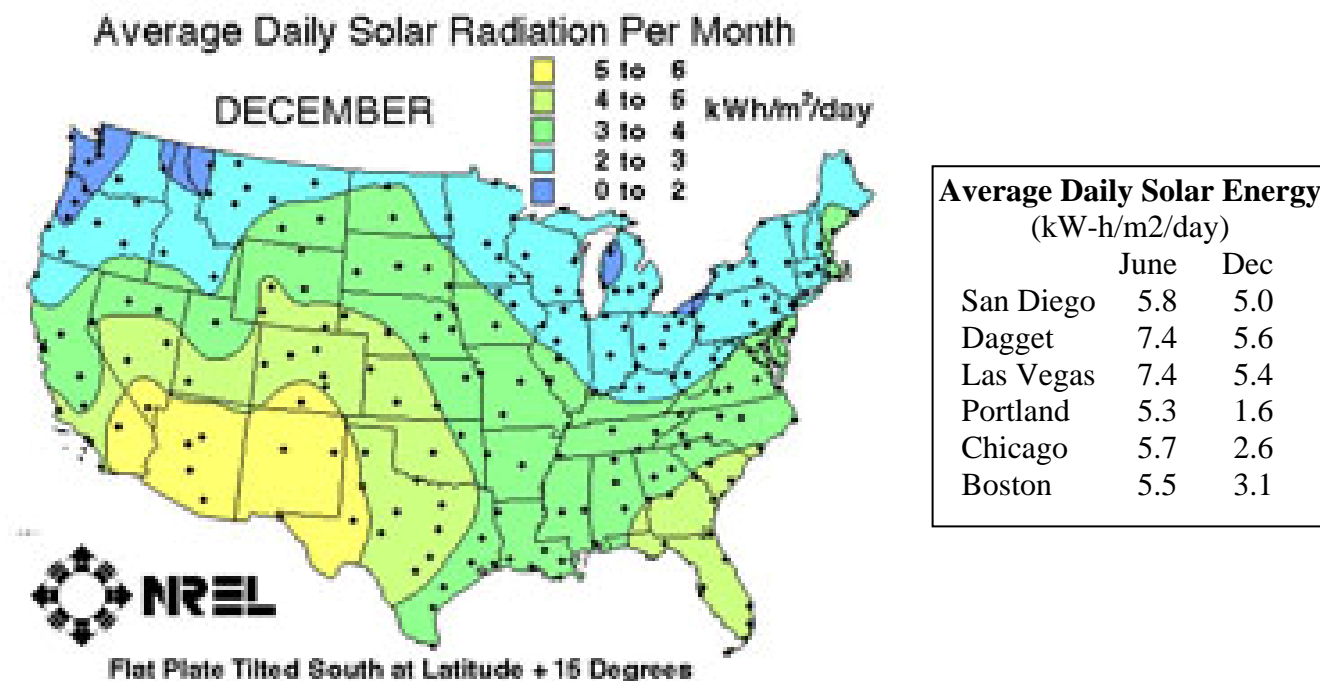 Average Daily Solar Radiation Per Month
DECEMBER
5 to 6
4 to 5
3 to 4
2 to 3
0 to 2
kWh/m²/day
NREL
Flat Plate Tilted South at Latitude + 15 Degrees
Average Daily Solar Energy
(kW-h/m2/day)
June Dec
San Diego 5.8 5.0
Dagget 7.4 5.6
Las Vegas 7.4 5.4
Portland 5.3 1.6
Chicago 5.7 2.6
Boston 5.5 3.1